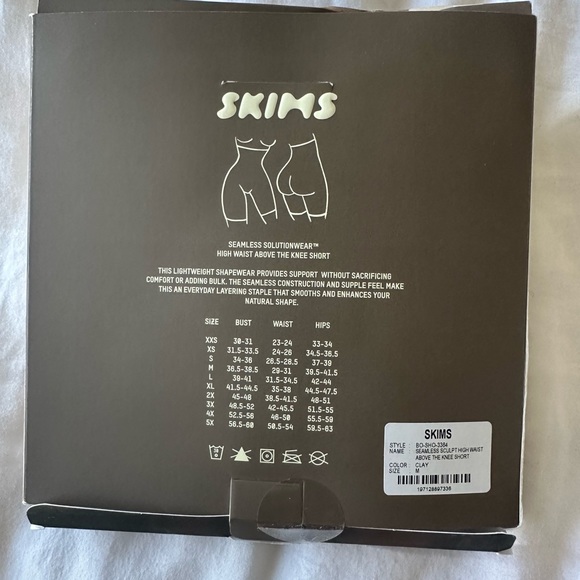 SKIMS
SEAMLESS SOLUTIONWEAR™
HIGH WAIST ABOVE THE KNEE SHORT
THIS LIGHTWEIGHT SHAPEWEAR PROVIDES SUPPORT WITHOUT SACRIFICING
COMFORT OR ADDING BULK. THE SEAMLESS CONSTRUCTION AND SUPPLE FEEL MAKE
THIS AN EVERYDAY LAYERING STAPLE THAT SMOOTHS AND ENHANCES YOUR
NATURAL SHAPE.
SIZE BUST WAIST HIPS
XXS 30-31 23-24 33-34
XS 31.5-33.5 24-26 34.5-36.5
S 34-36 26.5-28.5 37-39
M 36.5-38.5 29-31 39.5-41.5
L 39-41 31.5-34.5 42-44
XL 41.5-44.5 35-38 44.5-47.5
2X 45-48 38.5-41.5 48-51
3X 48.5-52 42-45.5 51.5-55
4X 52.5-56 46-50 55.5-59
5X 56.5-60 50.5-54 59.5-63
SKIMS
STYLE : BO-SHO-3384
NAME : SEAMLESS SCULPT HIGH WAIST
ABOVE THE KNEE SHORT
COLOR : CLAY
SIZE : M
197128897336